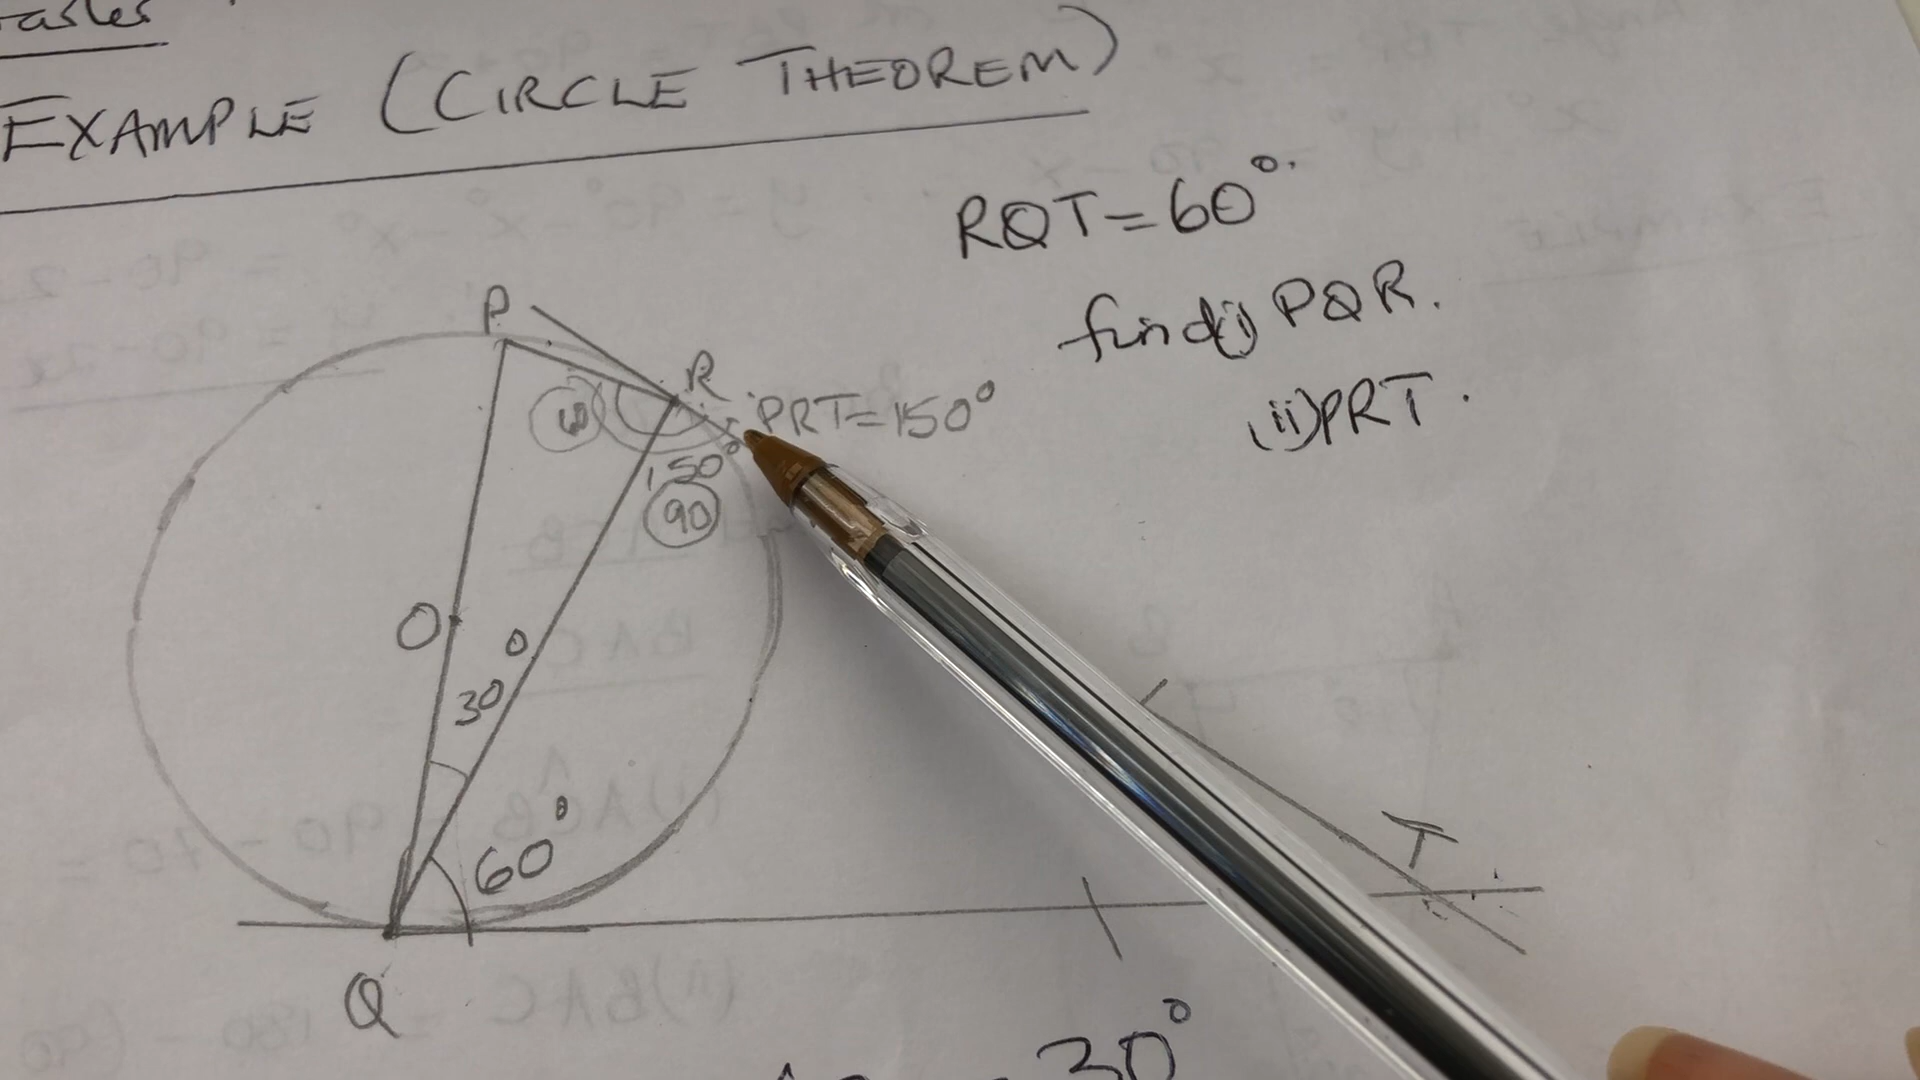 EXAMPLE (CIRCLE THEOREM)
RQT = 60°.
find (i) PQR.
(ii) PRT.
P
R
PRT = 150°
60
150°
90
O
30°
60°
T
Q
30°